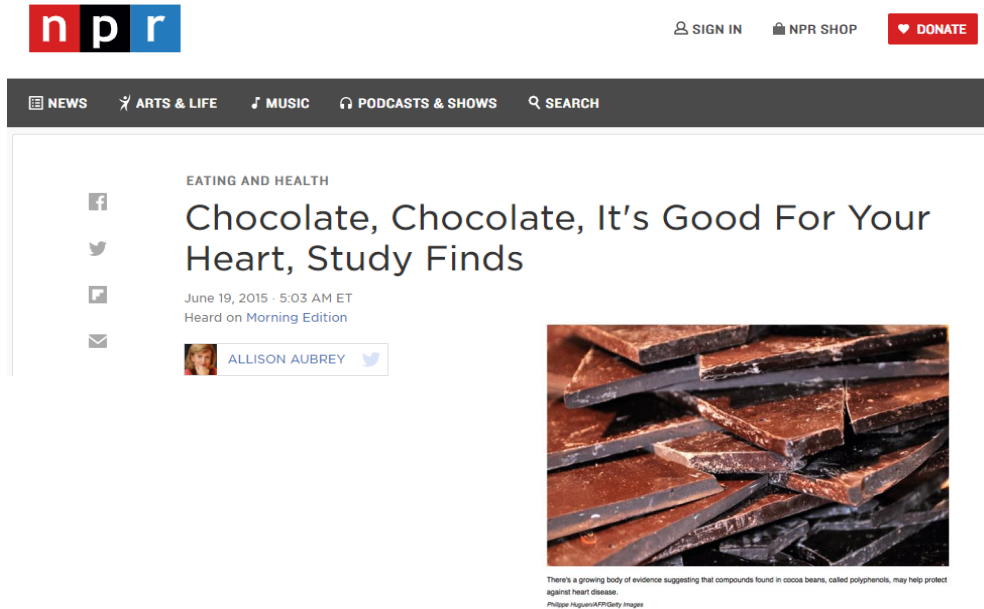 npr
SIGN IN
NPR SHOP
DONATE
NEWS
ARTS & LIFE
MUSIC
PODCASTS & SHOWS
SEARCH
EATING AND HEALTH
Chocolate, Chocolate, It's Good For Your
Heart, Study Finds
June 19, 2015 · 5:03 AM ET
Heard on Morning Edition
ALLISON AUBREY
There's a growing body of evidence suggesting that compounds found in cocoa beans, called polyphenols, may help protect
against heart disease.
Philippe Huguen/AFP/Getty Images